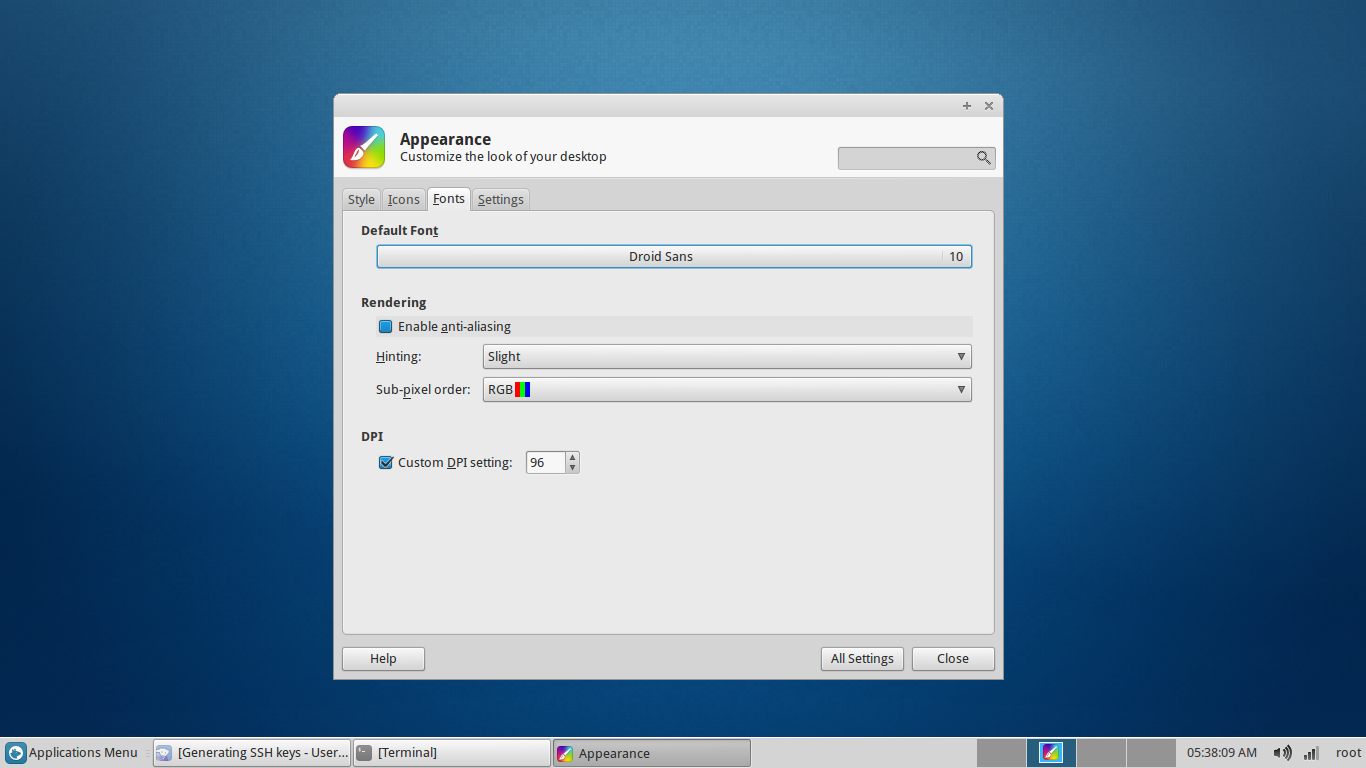 Appearance
Customize the look of your desktop
Style Icons Fonts Settings
Default Font
Droid Sans 10
Rendering
Enable anti-aliasing
Hinting: Slight
Sub-pixel order: RGB
DPI
Custom DPI setting: 96
Help All Settings Close
Applications Menu [Generating SSH keys - User... [Terminal] Appearance 05:38:09 AM root